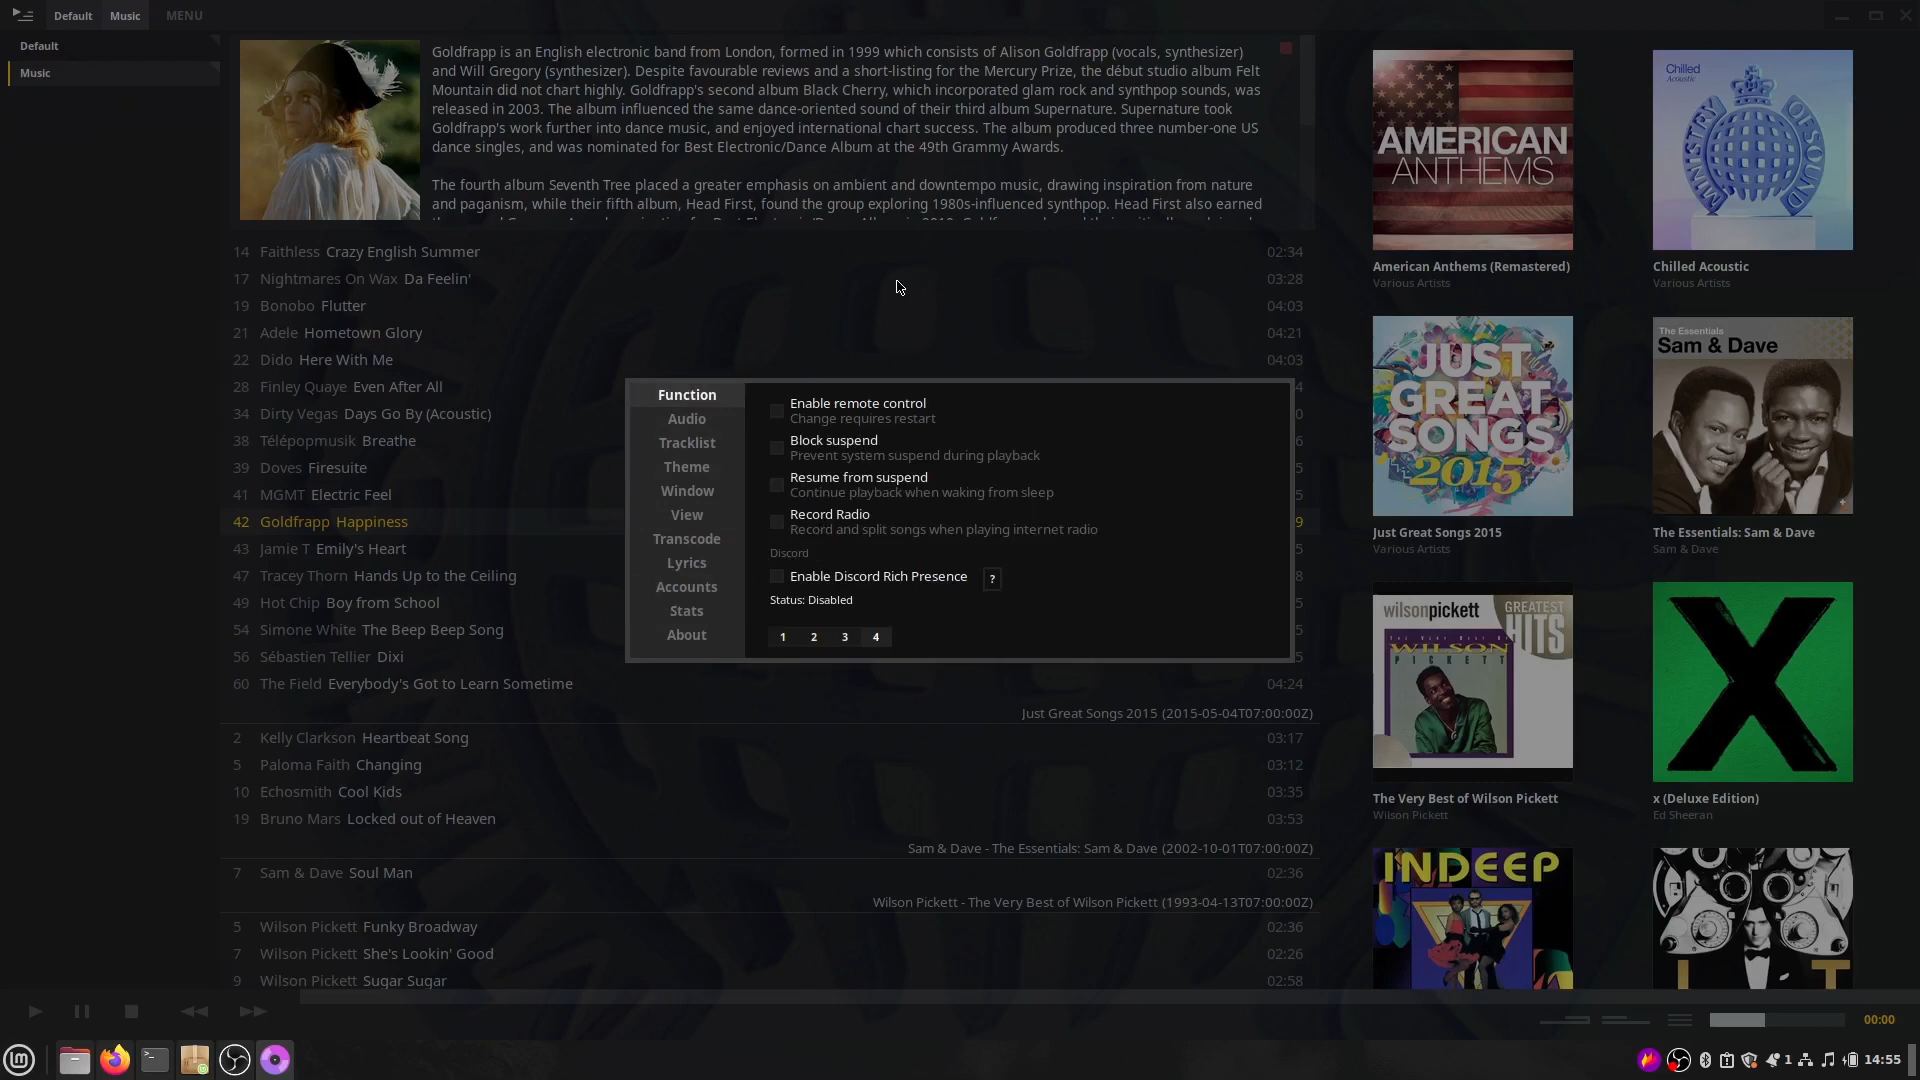 Default
Music
MENU
Default
Music
Goldfrapp is an English electronic band from London, formed in 1999 which consists of Alison Goldfrapp (vocals, synthesizer)
and Will Gregory (synthesizer). Despite favourable reviews and a short-listing for the Mercury Prize, the début studio album Felt
Mountain did not chart highly. Goldfrapp's second album Black Cherry, which incorporated glam rock and synthpop sounds, was
released in 2003. The album influenced the same dance-oriented sound of their third album Supernature. Supernature took
Goldfrapp's work further into dance music, and enjoyed international chart success. The album produced three number-one US
dance singles, and was nominated for Best Electronic/Dance Album at the 49th Grammy Awards.
The fourth album Seventh Tree placed a greater emphasis on ambient and downtempo music, drawing inspiration from nature
and paganism, while their fifth album, Head First, found the group exploring 1980s-influenced synthpop. Head First also earned
14 Faithless Crazy English Summer 02:34
17 Nightmares On Wax Da Feelin' 03:28
19 Bonobo Flutter 04:03
21 Adele Hometown Glory 04:21
22 Dido Here With Me 04:03
28 Finley Quaye Even After All 4
34 Dirty Vegas Days Go By (Acoustic) 0
38 Télépopmusik Breathe 6
39 Doves Firesuite 5
41 MGMT Electric Feel 5
42 Goldfrapp Happiness 9
43 Jamie T Emily's Heart 5
47 Tracey Thorn Hands Up to the Ceiling 8
49 Hot Chip Boy from School 5
54 Simone White The Beep Beep Song 5
56 Sébastien Tellier Dixi 5
60 The Field Everybody's Got to Learn Sometime 04:24
Just Great Songs 2015 (2015-05-04T07:00:00Z)
2 Kelly Clarkson Heartbeat Song 03:17
5 Paloma Faith Changing 03:12
10 Echosmith Cool Kids 03:35
19 Bruno Mars Locked out of Heaven 03:53
Sam & Dave - The Essentials: Sam & Dave (2002-10-01T07:00:00Z)
7 Sam & Dave Soul Man 02:36
Wilson Pickett - The Very Best of Wilson Pickett (1993-04-13T07:00:00Z)
5 Wilson Pickett Funky Broadway 02:36
7 Wilson Pickett She's Lookin' Good 02:26
9 Wilson Pickett Sugar Sugar 02:58
Function
Audio
Tracklist
Theme
Window
View
Transcode
Lyrics
Accounts
Stats
About
Enable remote control
Change requires restart
Block suspend
Prevent system suspend during playback
Resume from suspend
Continue playback when waking from sleep
Record Radio
Record and split songs when playing internet radio
Discord
Enable Discord Rich Presence ?
Status: Disabled
1 2 3 4
AMERICAN
ANTHEMS
American Anthems (Remastered)
Various Artists
Chilled
Acoustic
MINISTRY
OF SOUND
Chilled Acoustic
Various Artists
JUST
GREAT
SONGS
2015
Just Great Songs 2015
Various Artists
The Essentials
Sam & Dave
The Essentials: Sam & Dave
Sam & Dave
wilsonpickett GREATEST
HITS
THE VERY BEST OF
WILSON
PICKETT
The Very Best of Wilson Pickett
Wilson Pickett
X
x (Deluxe Edition)
Ed Sheeran
INDEEP
I T
00:00
1
14:55